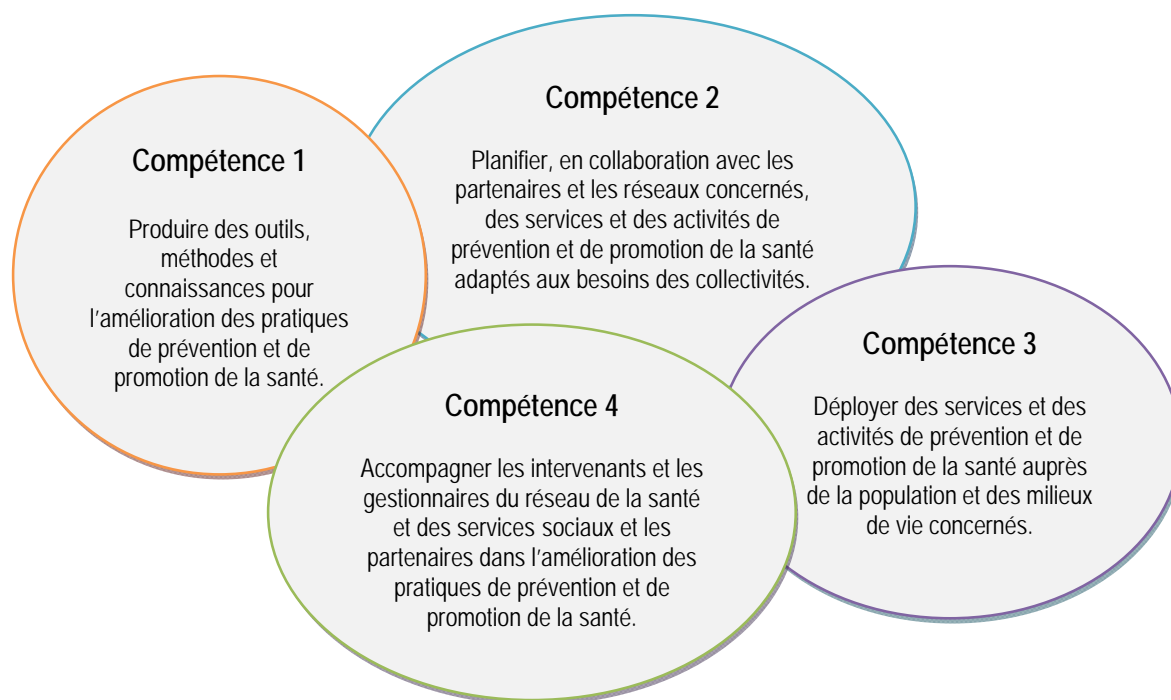 Compétence 1
Produire des outils,
méthodes et
connaissances pour
l'amélioration des pratiques
de prévention et de
promotion de la santé.
Compétence 2
Planifier, en collaboration avec les
partenaires et les réseaux concernés,
des services et des activités de
prévention et de promotion de la santé
adaptés aux besoins des collectivités.
Compétence 3
Déployer des services et des
activités de prévention et de
promotion de la santé auprès
de la population et des milieux
de vie concernés.
Compétence 4
Accompagner les intervenants et les
gestionnaires du réseau de la santé
et des services sociaux et les
partenaires dans l'amélioration des
pratiques de prévention et de
promotion de la santé.